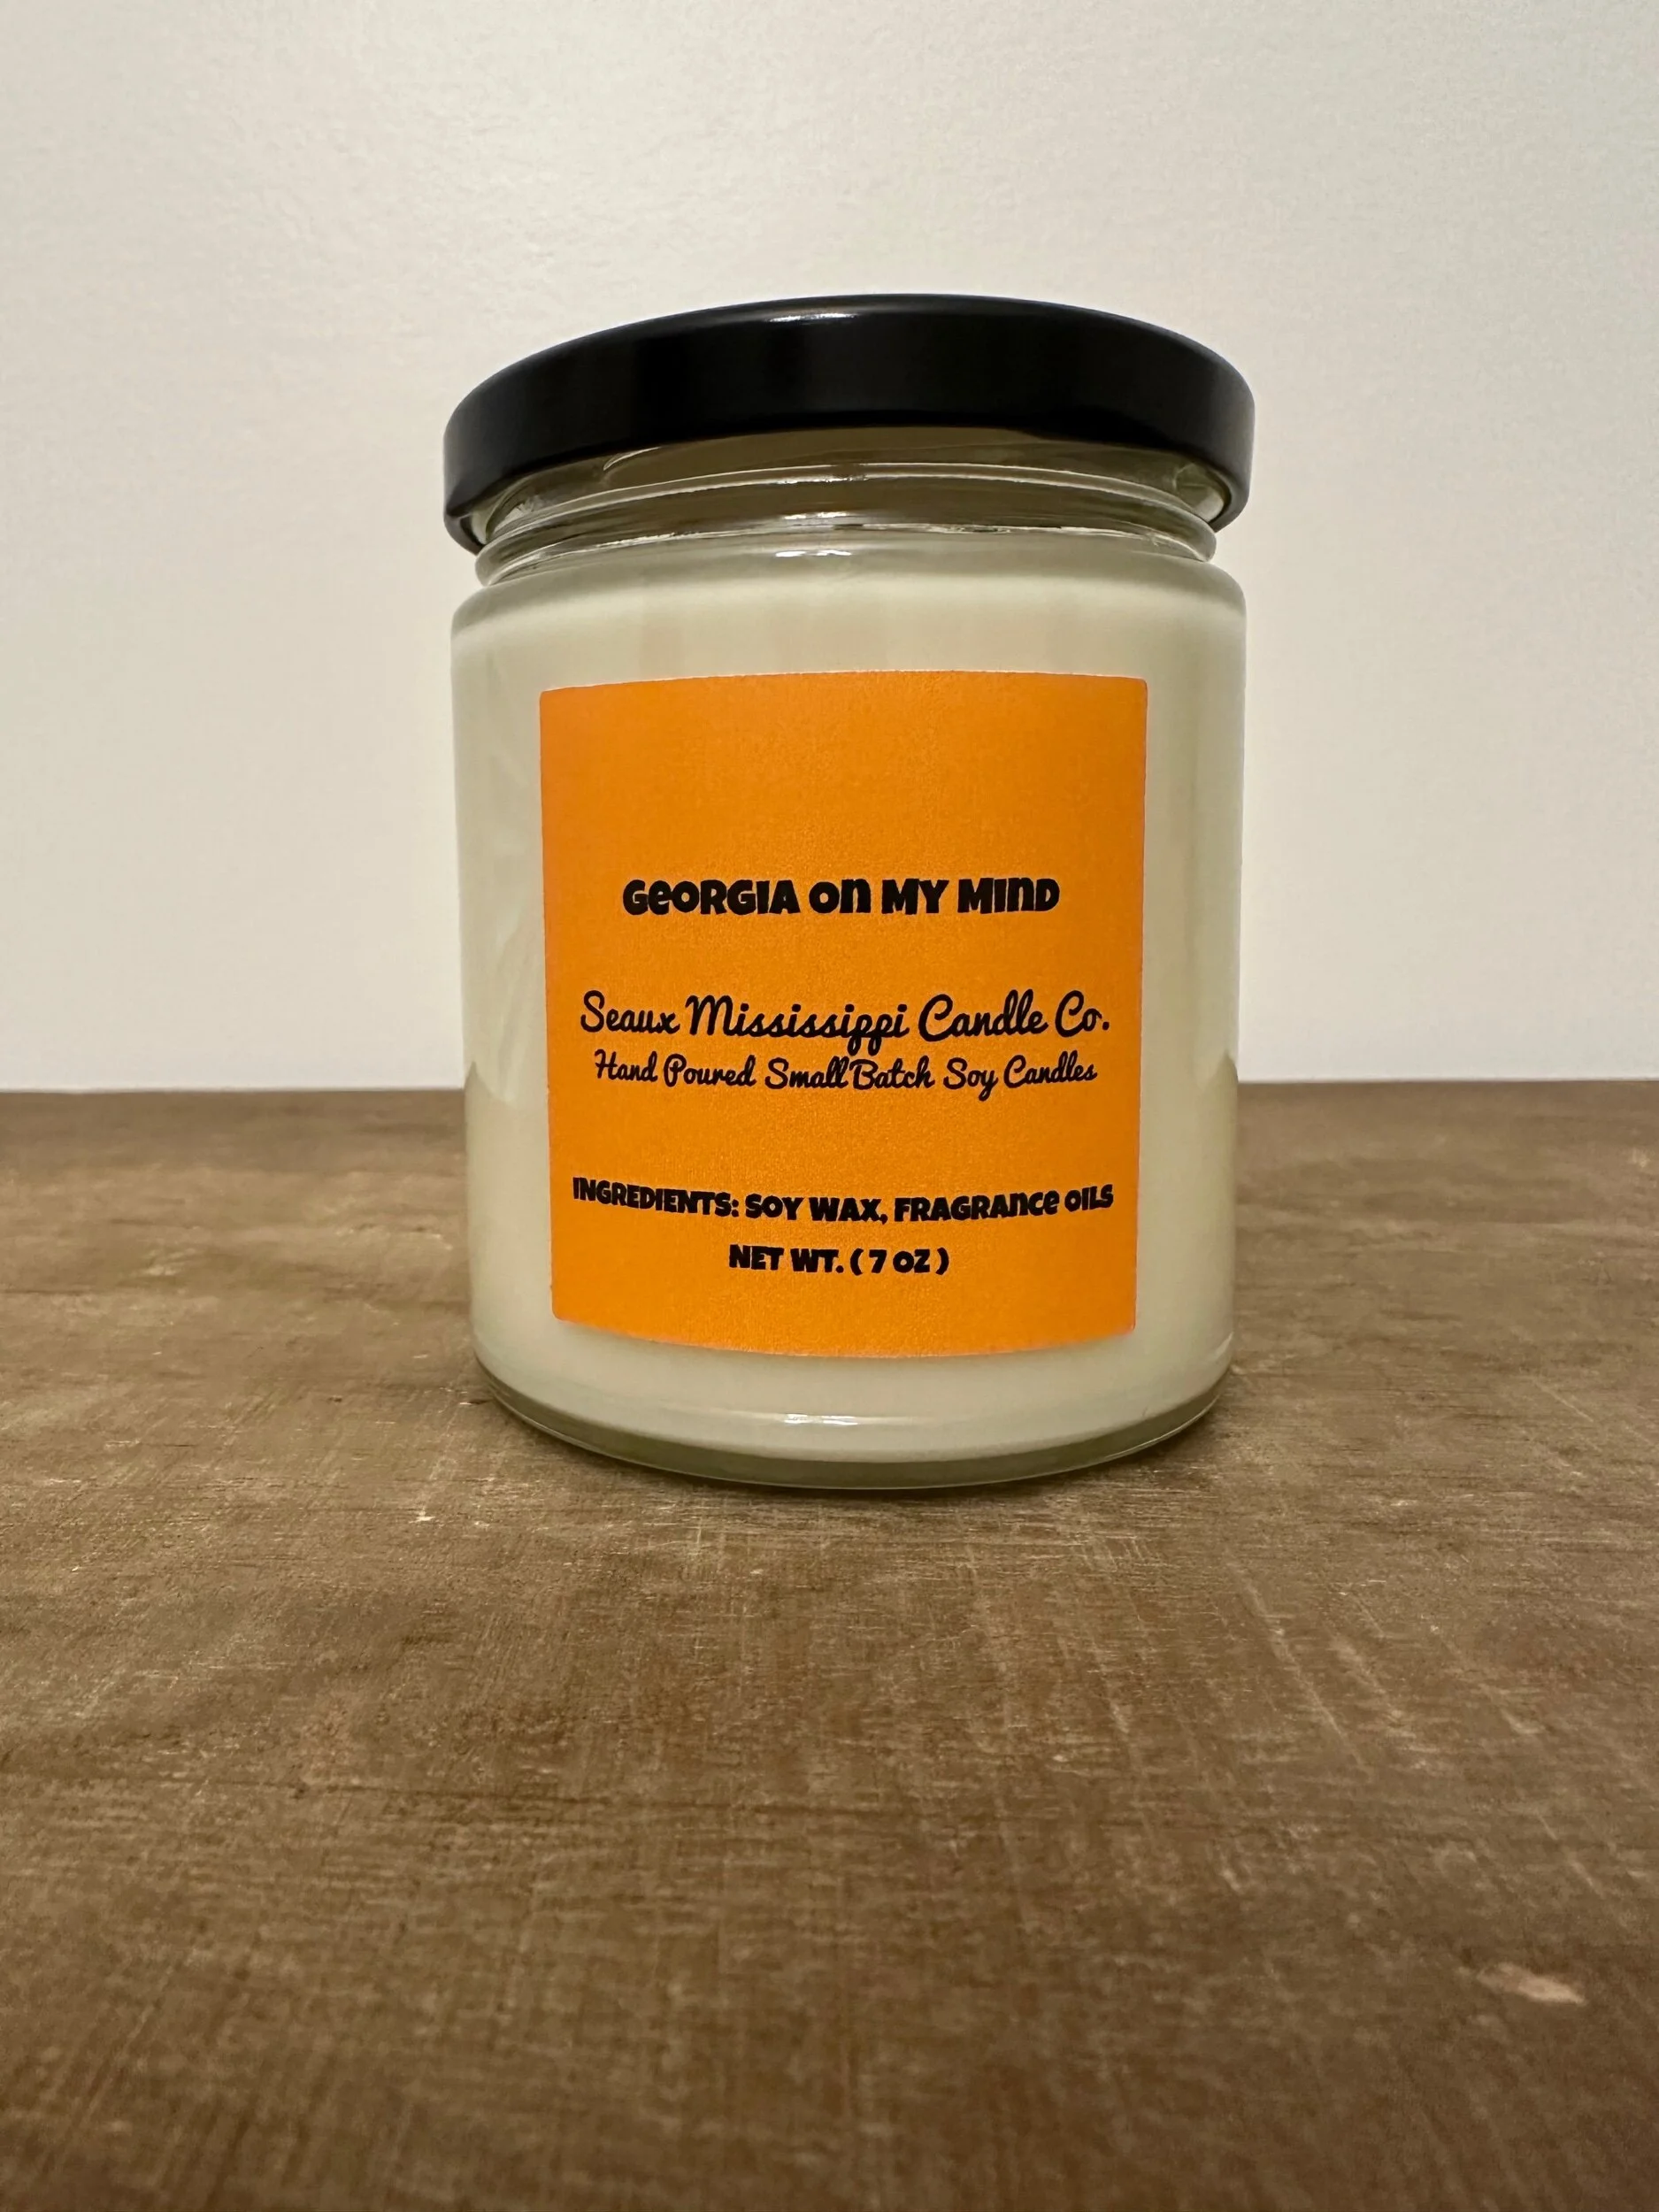 GEORGIA ON MY MIND
Seaux Mississippi Candle Co.
Hand Poured Small Batch Soy Candles
INGREDIENTS: SOY WAX, FRAGRANCE OILS
NET WT. ( 7 OZ )